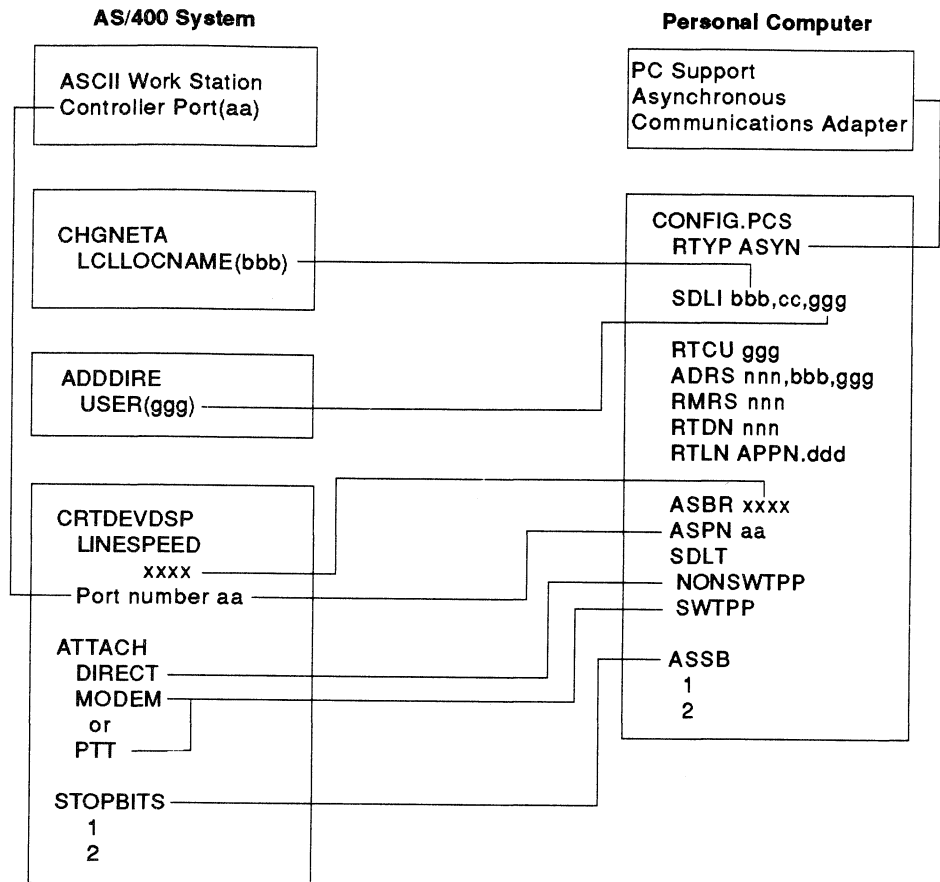 AS/400 System
ASCII Work Station
Controller Port(aa)
CHGNETA
LCLLOCNAME(bbb)
ADDDIRE
USER(ggg)
CRTDEVDSP
LINESPEED
xxxx
Port number aa
ATTACH
DIRECT
MODEM
or
PTT
STOPBITS
1
2
Personal Computer
PC Support
Asynchronous
Communications Adapter
CONFIG.PCS
RTYP ASYN
SDLI bbb,cc,ggg
RTCU ggg
ADRS nnn,bbb,ggg
RMRS nnn
RTDN nnn
RTLN APPN.ddd
ASBR xxxx
ASPN aa
SDLT
NONSWTPP
SWTPP
ASSB
1
2